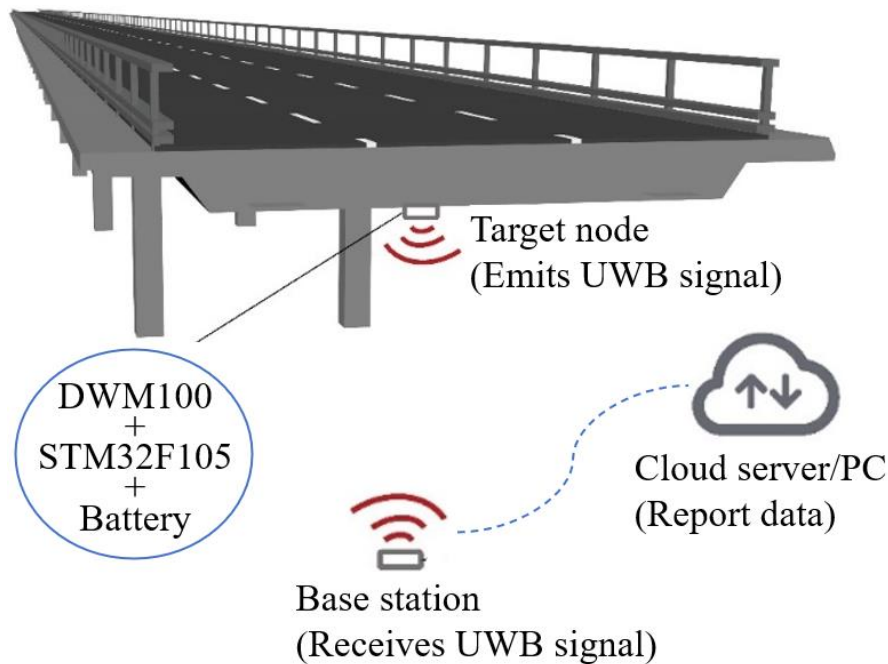 Target node
(Emits UWB signal)
DWM100
+
STM32F105
+
Battery
Cloud server/PC
(Report data)
Base station
(Receives UWB signal)